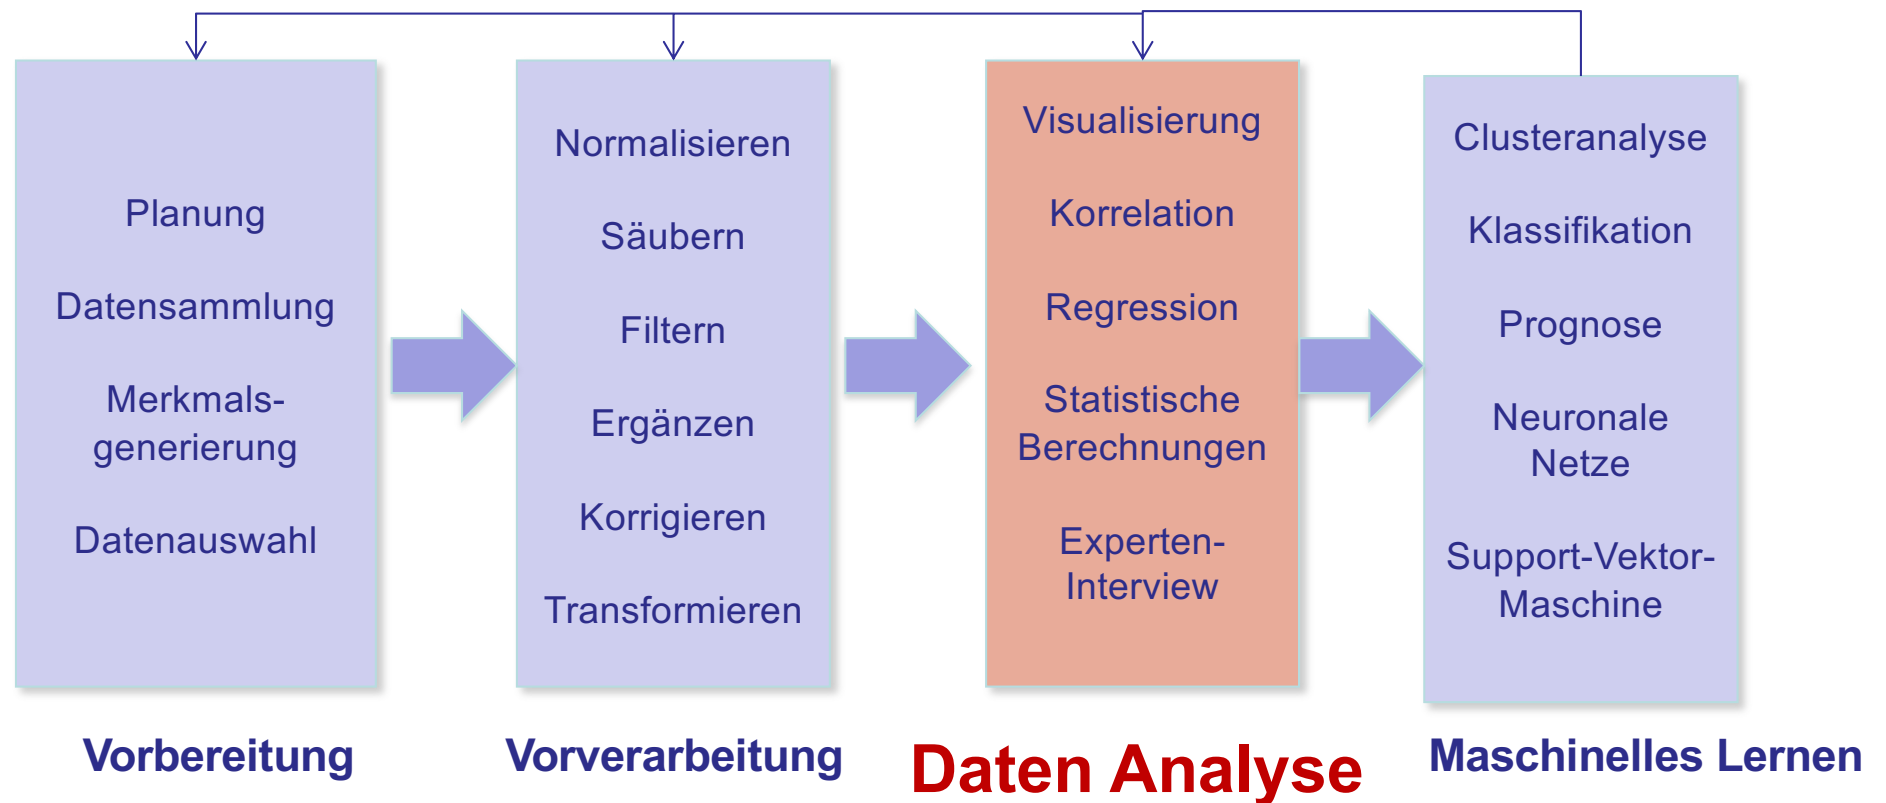 Planung
Datensammlung
Merkmals-
generierung
Datenauswahl
Vorbereitung
Normalisieren
Säubern
Filtern
Ergänzen
Korrigieren
Transformieren
Vorverarbeitung
Visualisierung
Korrelation
Regression
Statistische
Berechnungen
Experten-
Interview
Daten Analyse
Clusteranalyse
Klassifikation
Prognose
Neuronale
Netze
Support-Vektor-
Maschine
Maschinelles Lernen